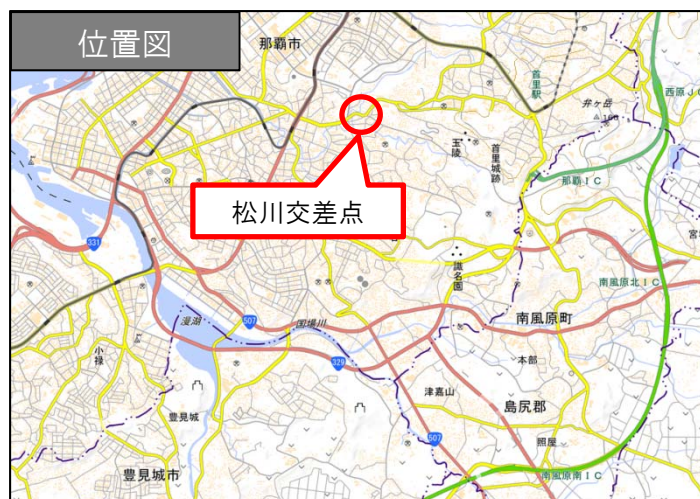 位置図
那覇市
首里駅
西原JC
弁ヶ岳
玉陵
首里城跡
那覇IC
松川交差点
識名園
331
南風原北IC
漫湖
507
国場川
南風原町
小禄
329
本部
津嘉山
島尻郡
豊見城
507
照屋
豊見城市
南風原南IC